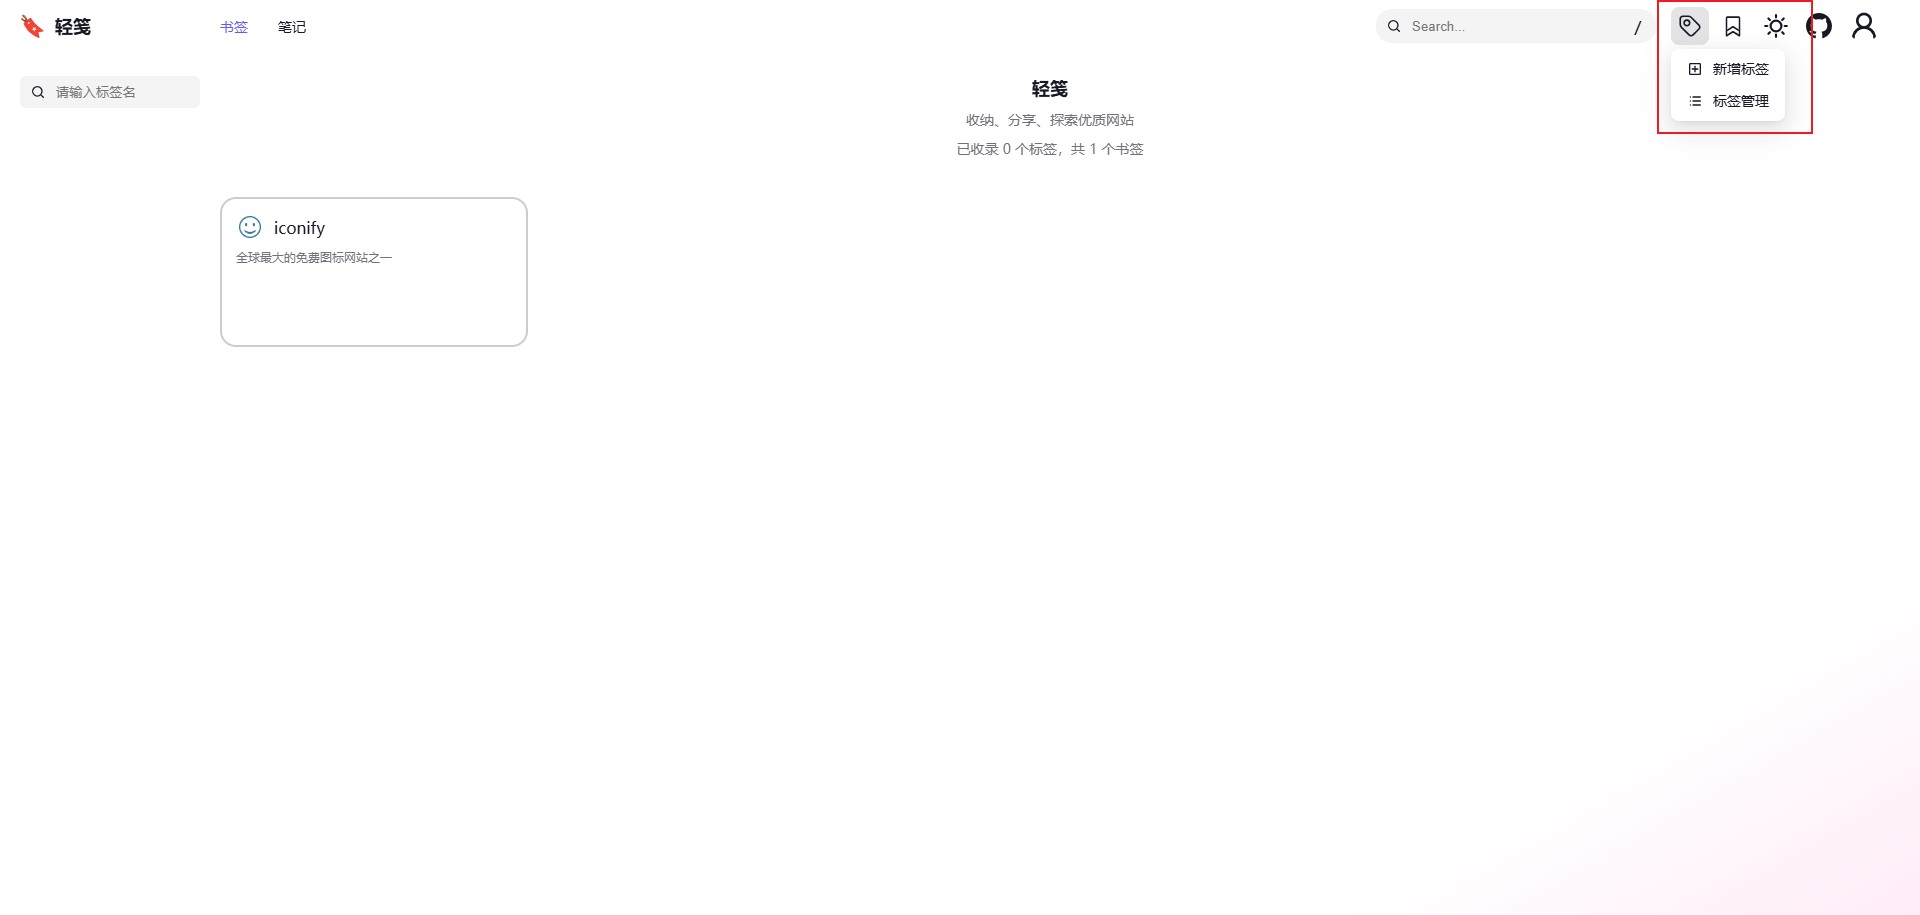 轻笺
书签
笔记
Search...
/
新增标签
标签管理
请输入标签名
轻笺
收纳、分享、探索优质网站
已收录 0 个标签，共 1 个书签
iconify
全球最大的免费图标网站之一